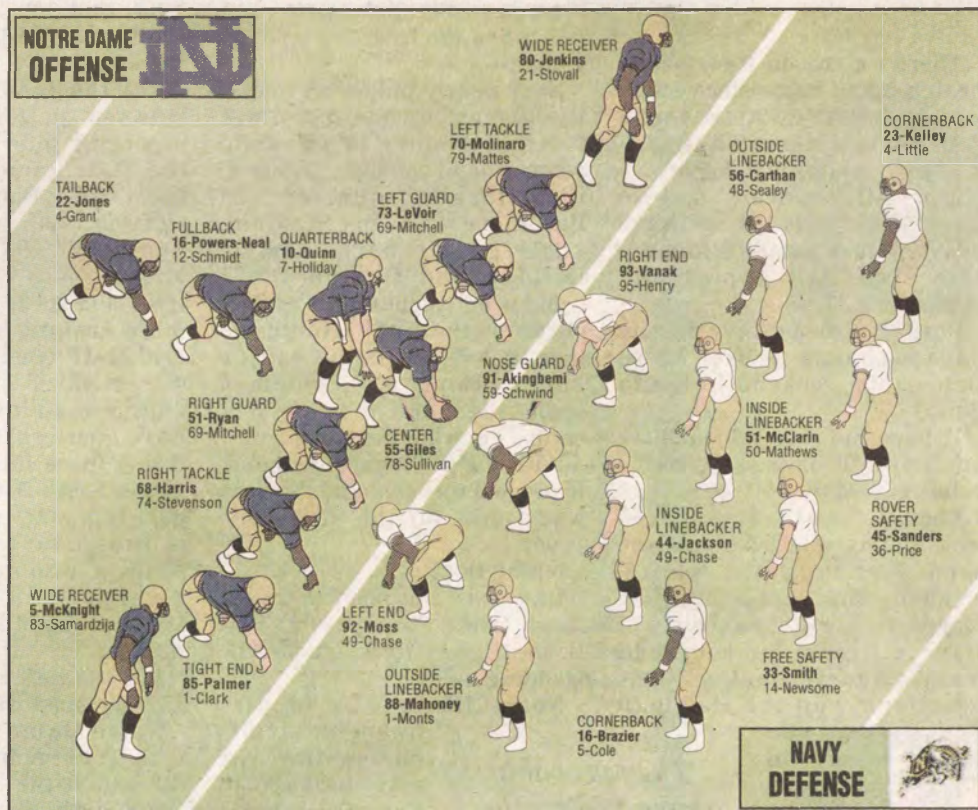 NOTRE DAME
OFFENSE
ND
WIDE RECEIVER
80-Jenkins
21-Stovall
LEFT TACKLE
70-Molinaro
79-Mattes
CORNERBACK
23-Kelley
4-Little
OUTSIDE
LINEBACKER
56-Carthan
48-Sealey
TAILBACK
22-Jones
4-Grant
LEFT GUARD
73-LeVoir
69-Mitchell
FULLBACK
16-Powers-Neal
12-Schmidt
QUARTERBACK
10-Quinn
7-Holiday
RIGHT END
93-Vanak
95-Henry
NOSE GUARD
91-Akingbemi
59-Schwind
RIGHT GUARD
51-Ryan
69-Mitchell
CENTER
55-Giles
78-Sullivan
INSIDE
LINEBACKER
51-McClarin
50-Mathews
RIGHT TACKLE
68-Harris
74-Stevenson
INSIDE
LINEBACKER
44-Jackson
49-Chase
ROVER
SAFETY
45-Sanders
36-Price
WIDE RECEIVER
5-McKnight
83-Samardzija
LEFT END
92-Moss
49-Chase
TIGHT END
85-Palmer
1-Clark
OUTSIDE
LINEBACKER
88-Mahoney
1-Monts
FREE SAFETY
33-Smith
14-Newsome
CORNERBACK
16-Brazier
5-Cole
NAVY
DEFENSE